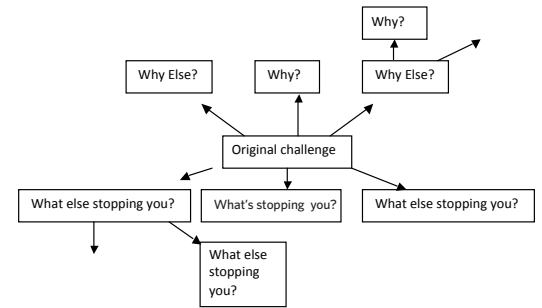 Why?
Why Else?
Why?
Why Else?
Original challenge
What else stopping you?
What's stopping you?
What else stopping you?
What else
stopping
you?